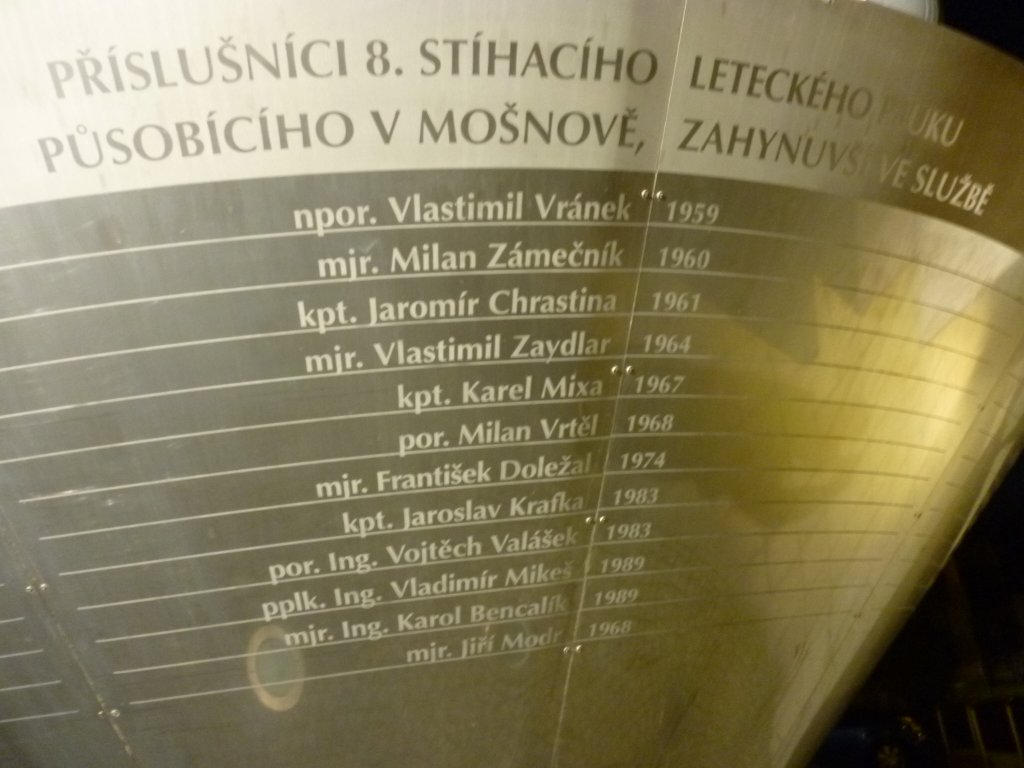 PŘÍSLUŠNÍCI 8. STÍHACÍHO LETECKÉHO PLUKU
PŮSOBÍCÍHO V MOŠNOVĚ, ZAHYNUVŠÍ VE SLUŽBĚ
npor. Vlastimil Vránek 1959
mjr. Milan Zámečník 1960
kpt. Jaromír Chrastina 1961
mjr. Vlastimil Zaydlar 1964
kpt. Karel Mixa 1967
por. Milan Vrtěl 1968
mjr. František Doležal 1974
kpt. Jaroslav Krafka 1983
por. Ing. Vojtěch Valášek 1983
pplk. Ing. Vladimír Mikeš 1989
mjr. Ing. Karol Bencalík 1989
mjr. Jiří Modr 1968